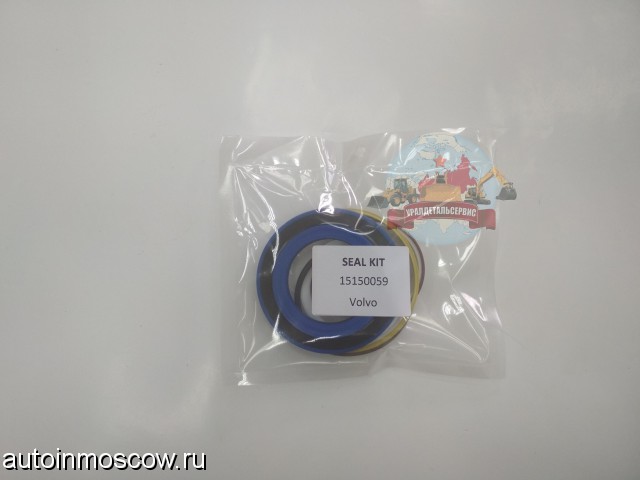 УРАЛДЕТАЛЬСЕРВИС
SEAL KIT
15150059
Volvo
autoinmoscow.ru